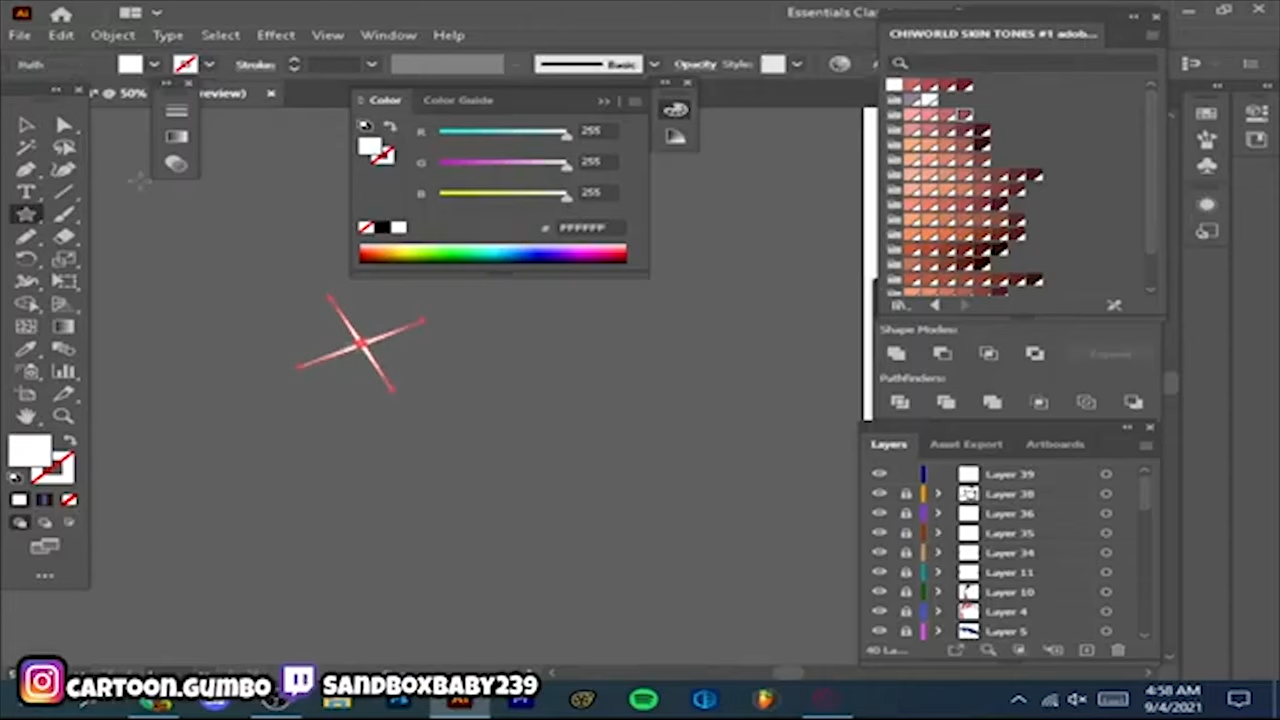 Ai
Essentials Clas
File Edit Object Type Select Effect View Window Help
Path
Stroke:
Basic
Opacity
Style:
CHIWORLD SKIN TONES #1 adob...
@ 50%
review)
Color Color Guide
R 255
G 255
B 255
# FFFFFF
Shape Modes:
Expand
Pathfinders:
Layers Asset Export Artboards
Layer 39
Layer 38
Layer 36
Layer 35
Layer 34
Layer 11
Layer 10
Layer 4
Layer 5
40 La...
CARTOON.GUMBO
SANDBOXBABY239
4:58 AM
9/4/2021